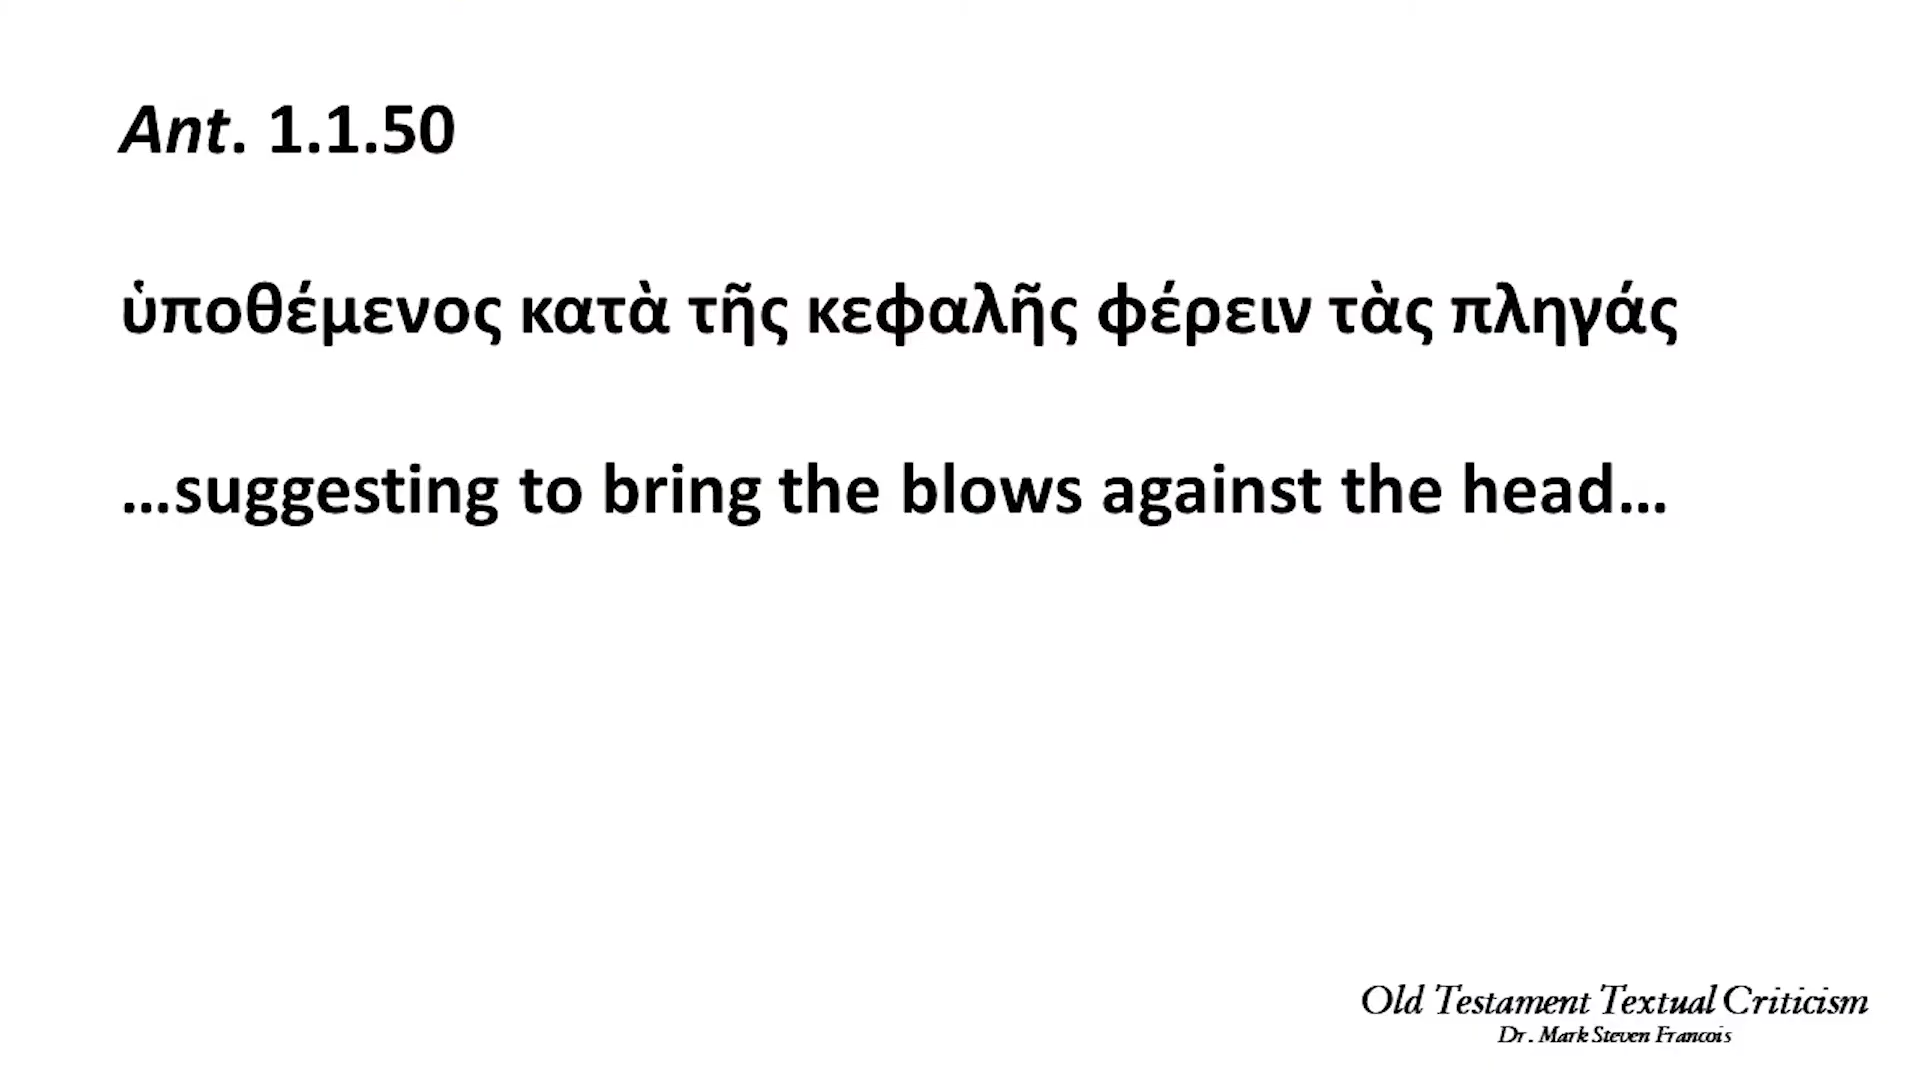 Ant. 1.1.50
ὑποθέμενος κατὰ τῆς κεφαλῆς φέρειν τὰς πληγάς
…suggesting to bring the blows against the head…
Old Testament Textual Criticism
Dr. Mark Steven Francois